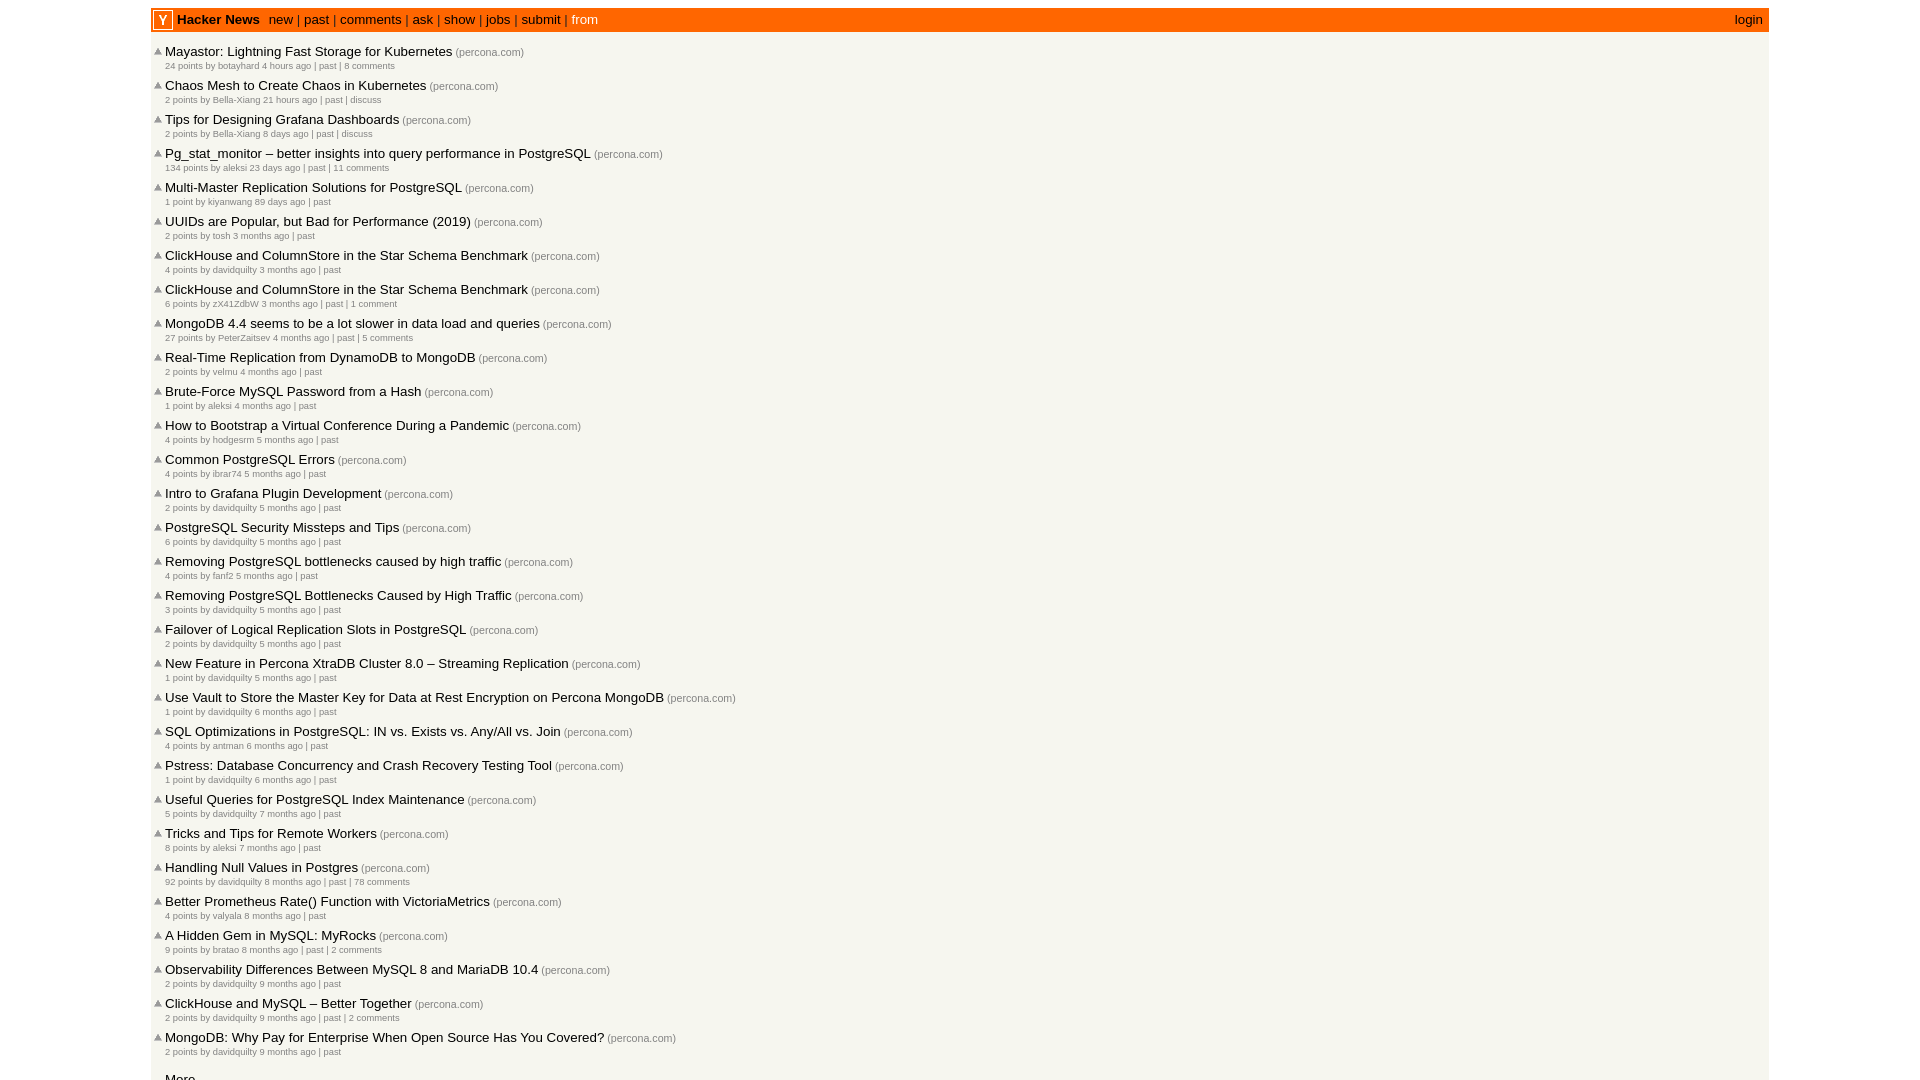 Y Hacker News new | past | comments | ask | show | jobs | submit | from login
Mayastor: Lightning Fast Storage for Kubernetes (percona.com)
24 points by botayhard 4 hours ago | past | 8 comments
Chaos Mesh to Create Chaos in Kubernetes (percona.com)
2 points by Bella-Xiang 21 hours ago | past | discuss
Tips for Designing Grafana Dashboards (percona.com)
2 points by Bella-Xiang 8 days ago | past | discuss
Pg_stat_monitor – better insights into query performance in PostgreSQL (percona.com)
134 points by aleksi 23 days ago | past | 11 comments
Multi-Master Replication Solutions for PostgreSQL (percona.com)
1 point by kiyanwang 89 days ago | past
UUIDs are Popular, but Bad for Performance (2019) (percona.com)
2 points by tosh 3 months ago | past
ClickHouse and ColumnStore in the Star Schema Benchmark (percona.com)
4 points by davidquilty 3 months ago | past
ClickHouse and ColumnStore in the Star Schema Benchmark (percona.com)
6 points by zX41ZdbW 3 months ago | past | 1 comment
MongoDB 4.4 seems to be a lot slower in data load and queries (percona.com)
27 points by PeterZaitsev 4 months ago | past | 5 comments
Real-Time Replication from DynamoDB to MongoDB (percona.com)
2 points by velmu 4 months ago | past
Brute-Force MySQL Password from a Hash (percona.com)
1 point by aleksi 4 months ago | past
How to Bootstrap a Virtual Conference During a Pandemic (percona.com)
4 points by hodgesrm 5 months ago | past
Common PostgreSQL Errors (percona.com)
4 points by ibrar74 5 months ago | past
Intro to Grafana Plugin Development (percona.com)
2 points by davidquilty 5 months ago | past
PostgreSQL Security Missteps and Tips (percona.com)
6 points by davidquilty 5 months ago | past
Removing PostgreSQL bottlenecks caused by high traffic (percona.com)
4 points by fanf2 5 months ago | past
Removing PostgreSQL Bottlenecks Caused by High Traffic (percona.com)
3 points by davidquilty 5 months ago | past
Failover of Logical Replication Slots in PostgreSQL (percona.com)
2 points by davidquilty 5 months ago | past
New Feature in Percona XtraDB Cluster 8.0 – Streaming Replication (percona.com)
1 point by davidquilty 5 months ago | past
Use Vault to Store the Master Key for Data at Rest Encryption on Percona MongoDB (percona.com)
1 point by davidquilty 6 months ago | past
SQL Optimizations in PostgreSQL: IN vs. Exists vs. Any/All vs. Join (percona.com)
4 points by antman 6 months ago | past
Pstress: Database Concurrency and Crash Recovery Testing Tool (percona.com)
1 point by davidquilty 6 months ago | past
Useful Queries for PostgreSQL Index Maintenance (percona.com)
5 points by davidquilty 7 months ago | past
Tricks and Tips for Remote Workers (percona.com)
8 points by aleksi 7 months ago | past
Handling Null Values in Postgres (percona.com)
92 points by davidquilty 8 months ago | past | 78 comments
Better Prometheus Rate() Function with VictoriaMetrics (percona.com)
4 points by valyala 8 months ago | past
A Hidden Gem in MySQL: MyRocks (percona.com)
9 points by bratao 8 months ago | past | 2 comments
Observability Differences Between MySQL 8 and MariaDB 10.4 (percona.com)
2 points by davidquilty 9 months ago | past
ClickHouse and MySQL – Better Together (percona.com)
2 points by davidquilty 9 months ago | past | 2 comments
MongoDB: Why Pay for Enterprise When Open Source Has You Covered? (percona.com)
2 points by davidquilty 9 months ago | past
More